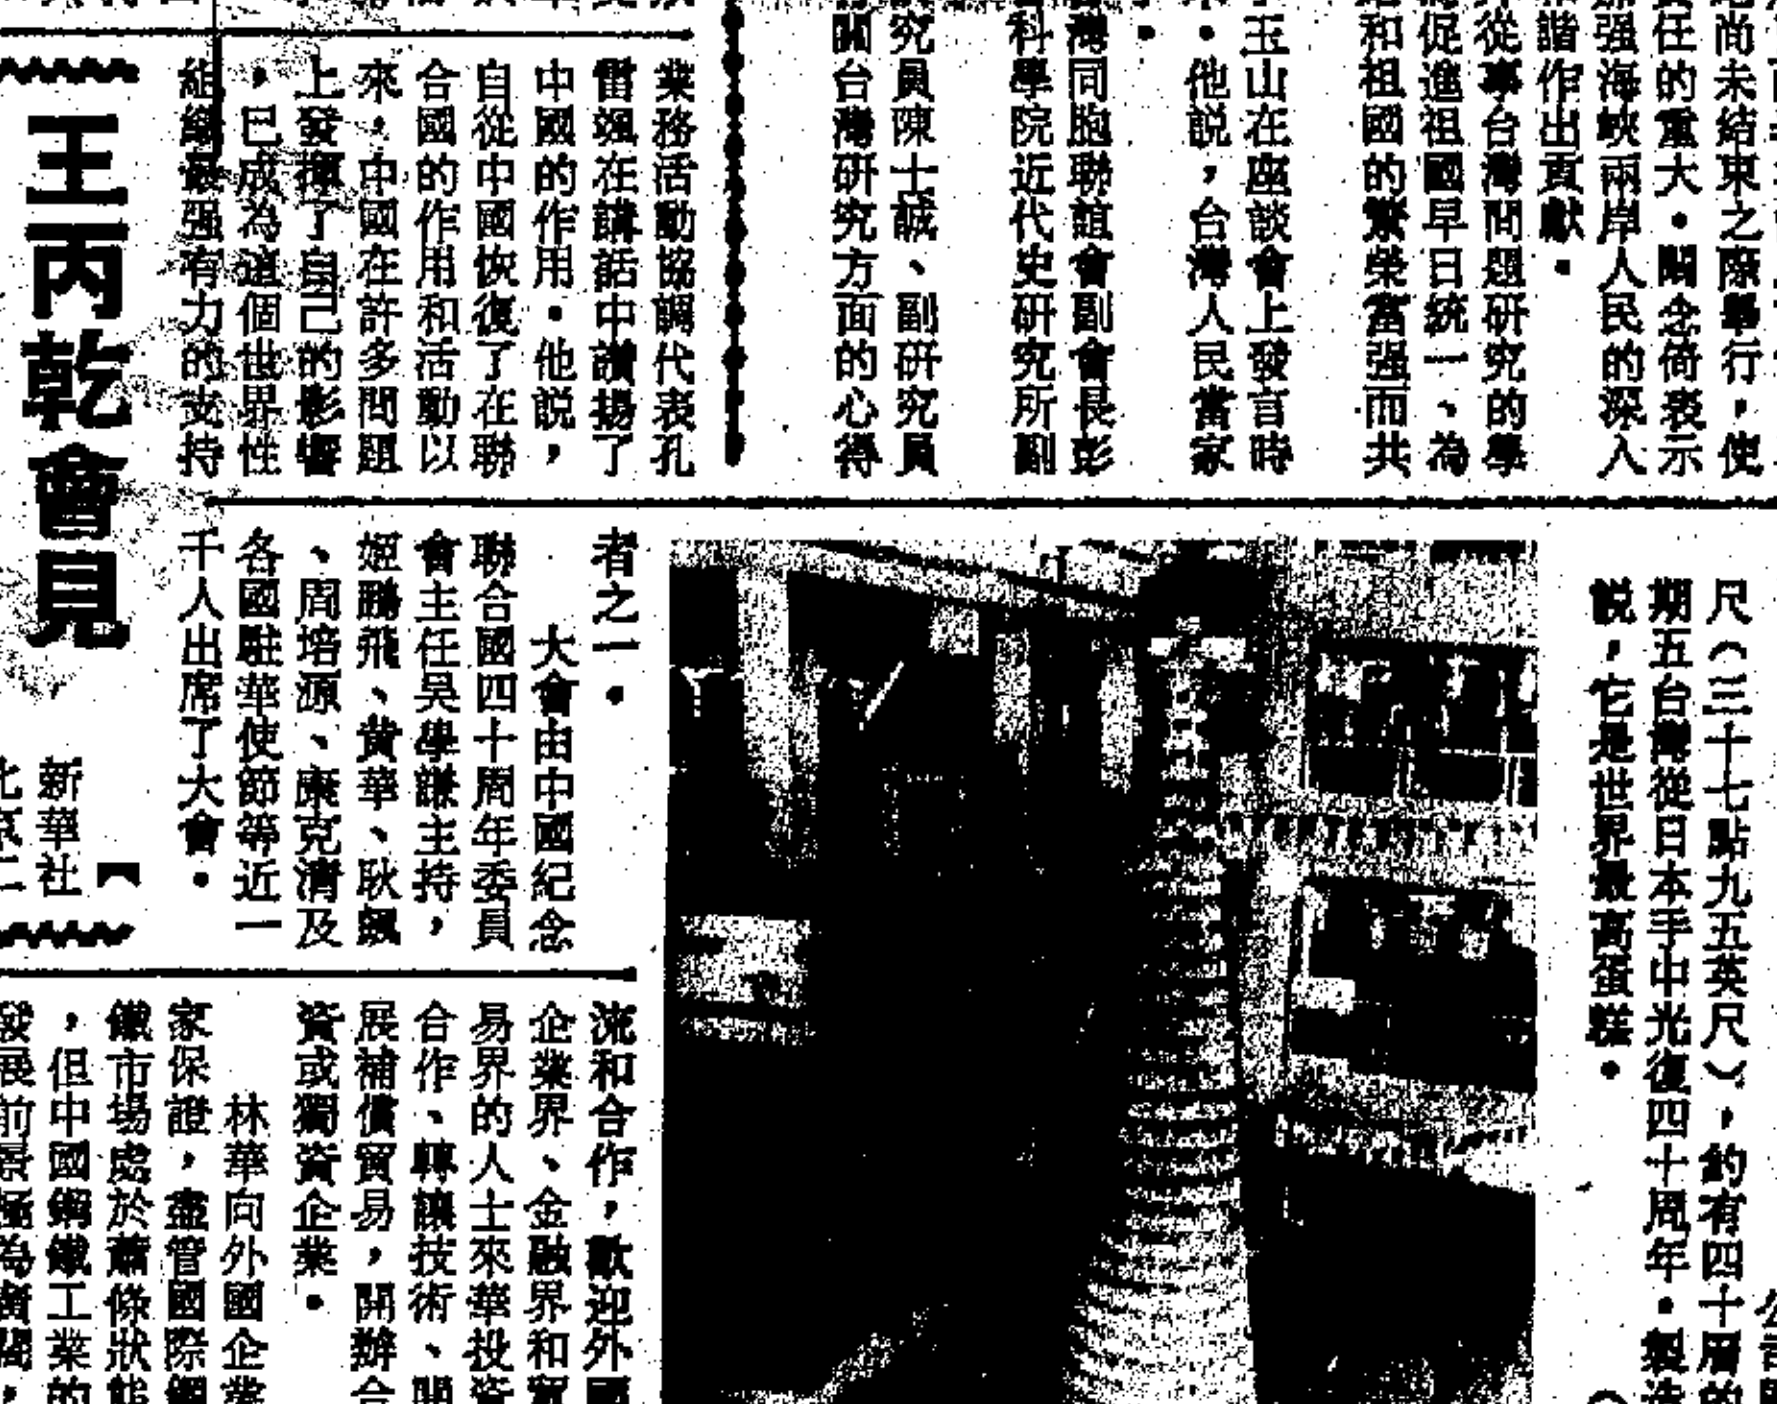 尚未結束之際舉行，使
任的重大。關念倚裘示
强海峽兩岸人民的深入
諧作出貢獻。
從事台灣問題研究的學
促進祖國早日統一、為
和祖國的繁榮富强而共
玉山在座談會上發言時
。他説，台灣人民當家
灣同胞聯誼會副會長彭
科學院近代史研究所副
究員陳士誠、副研究員
關台灣研究方面的心得
業務活動協調代表孔
雷颯在講話中讚揚了
中國的作用。他説，
自從中國恢復了在聯
合國的作用和活動以
來，中國在許多問題
上發揮了自己的影響
，已成為這個世界性
組織最强有力的支持
者之一。
大會由中國紀念
聯合國四十周年委員
會主任吳學謙主持，
姬鵬飛、黄華、耿飈
、周培源、康克清及
各國駐華使節等近一
千人出席了大會。
王丙乾會見
【
新華社
北京二
尺（三十七點九五英尺），約有四十層的
期五台灣從日本手中光復四十周年。製造
説，它是世界最高蛋糕。
流和合作，歡迎外國
企業界、金融界和貿
易界的人士來華投資
合作、轉讓技術、開
展補償貿易，開辦合
資或獨資企業。
林華向外國企業
家保證，盡管國際鋼
鐵市場處於蕭條狀態
，但中國鋼鐵工業的
發展前景極為廣闊，